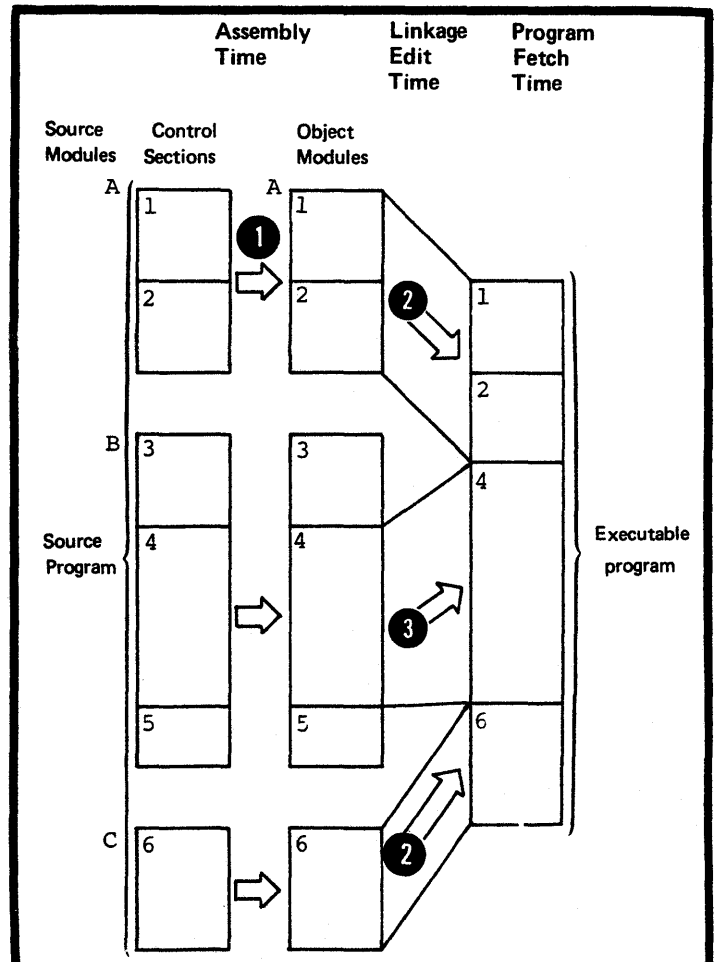 Assembly Time
Linkage Edit Time
Program Fetch Time
Source Modules
Control Sections
Object Modules
A
A
1
1
1
2
2
2
1
2
B
3
3
4
4
4
Source Program
Executable program
3
5
5
6
C
6
6
2